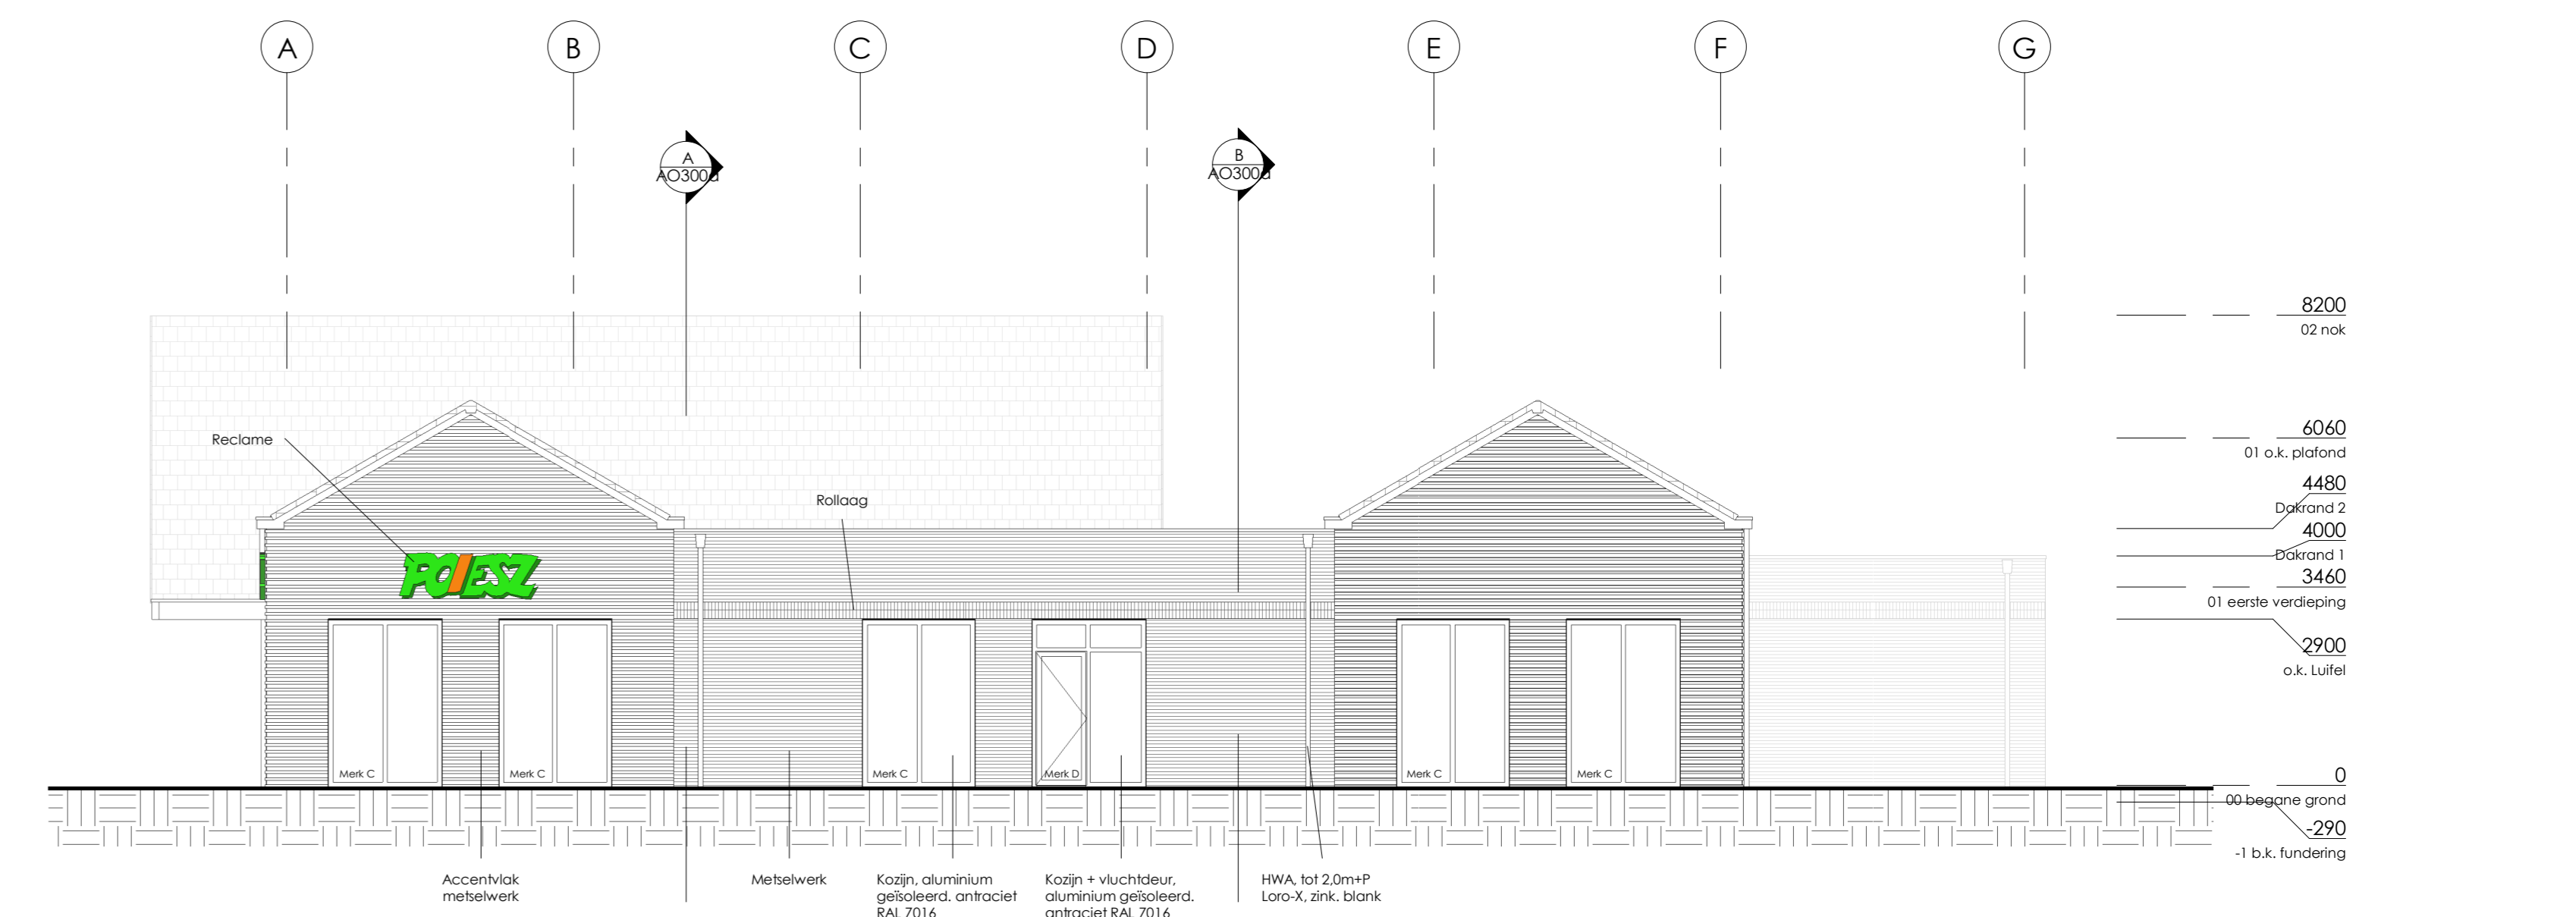 A B C D E F G
A
AO300a
B
AO300a
8200
02 nok
Reclame
6060
01 o.k. plafond
Rollaag
4480
Dakrand 2
4000
Dakrand 1
POIESZ
3460
01 eerste verdieping
2900
o.k. Luifel
Merk C
Merk C
Merk C
Merk D
Merk C
Merk C
0
00 begane grond
-290
-1 b.k. fundering
Accentvlak
metselwerk
Metselwerk
Kozijn, aluminium
geïsoleerd. antraciet
RAL 7016
Kozijn + vluchtdeur,
aluminium geïsoleerd.
antraciet RAL 7016
HWA, tot 2,0m+P
Loro-X, zink. blank